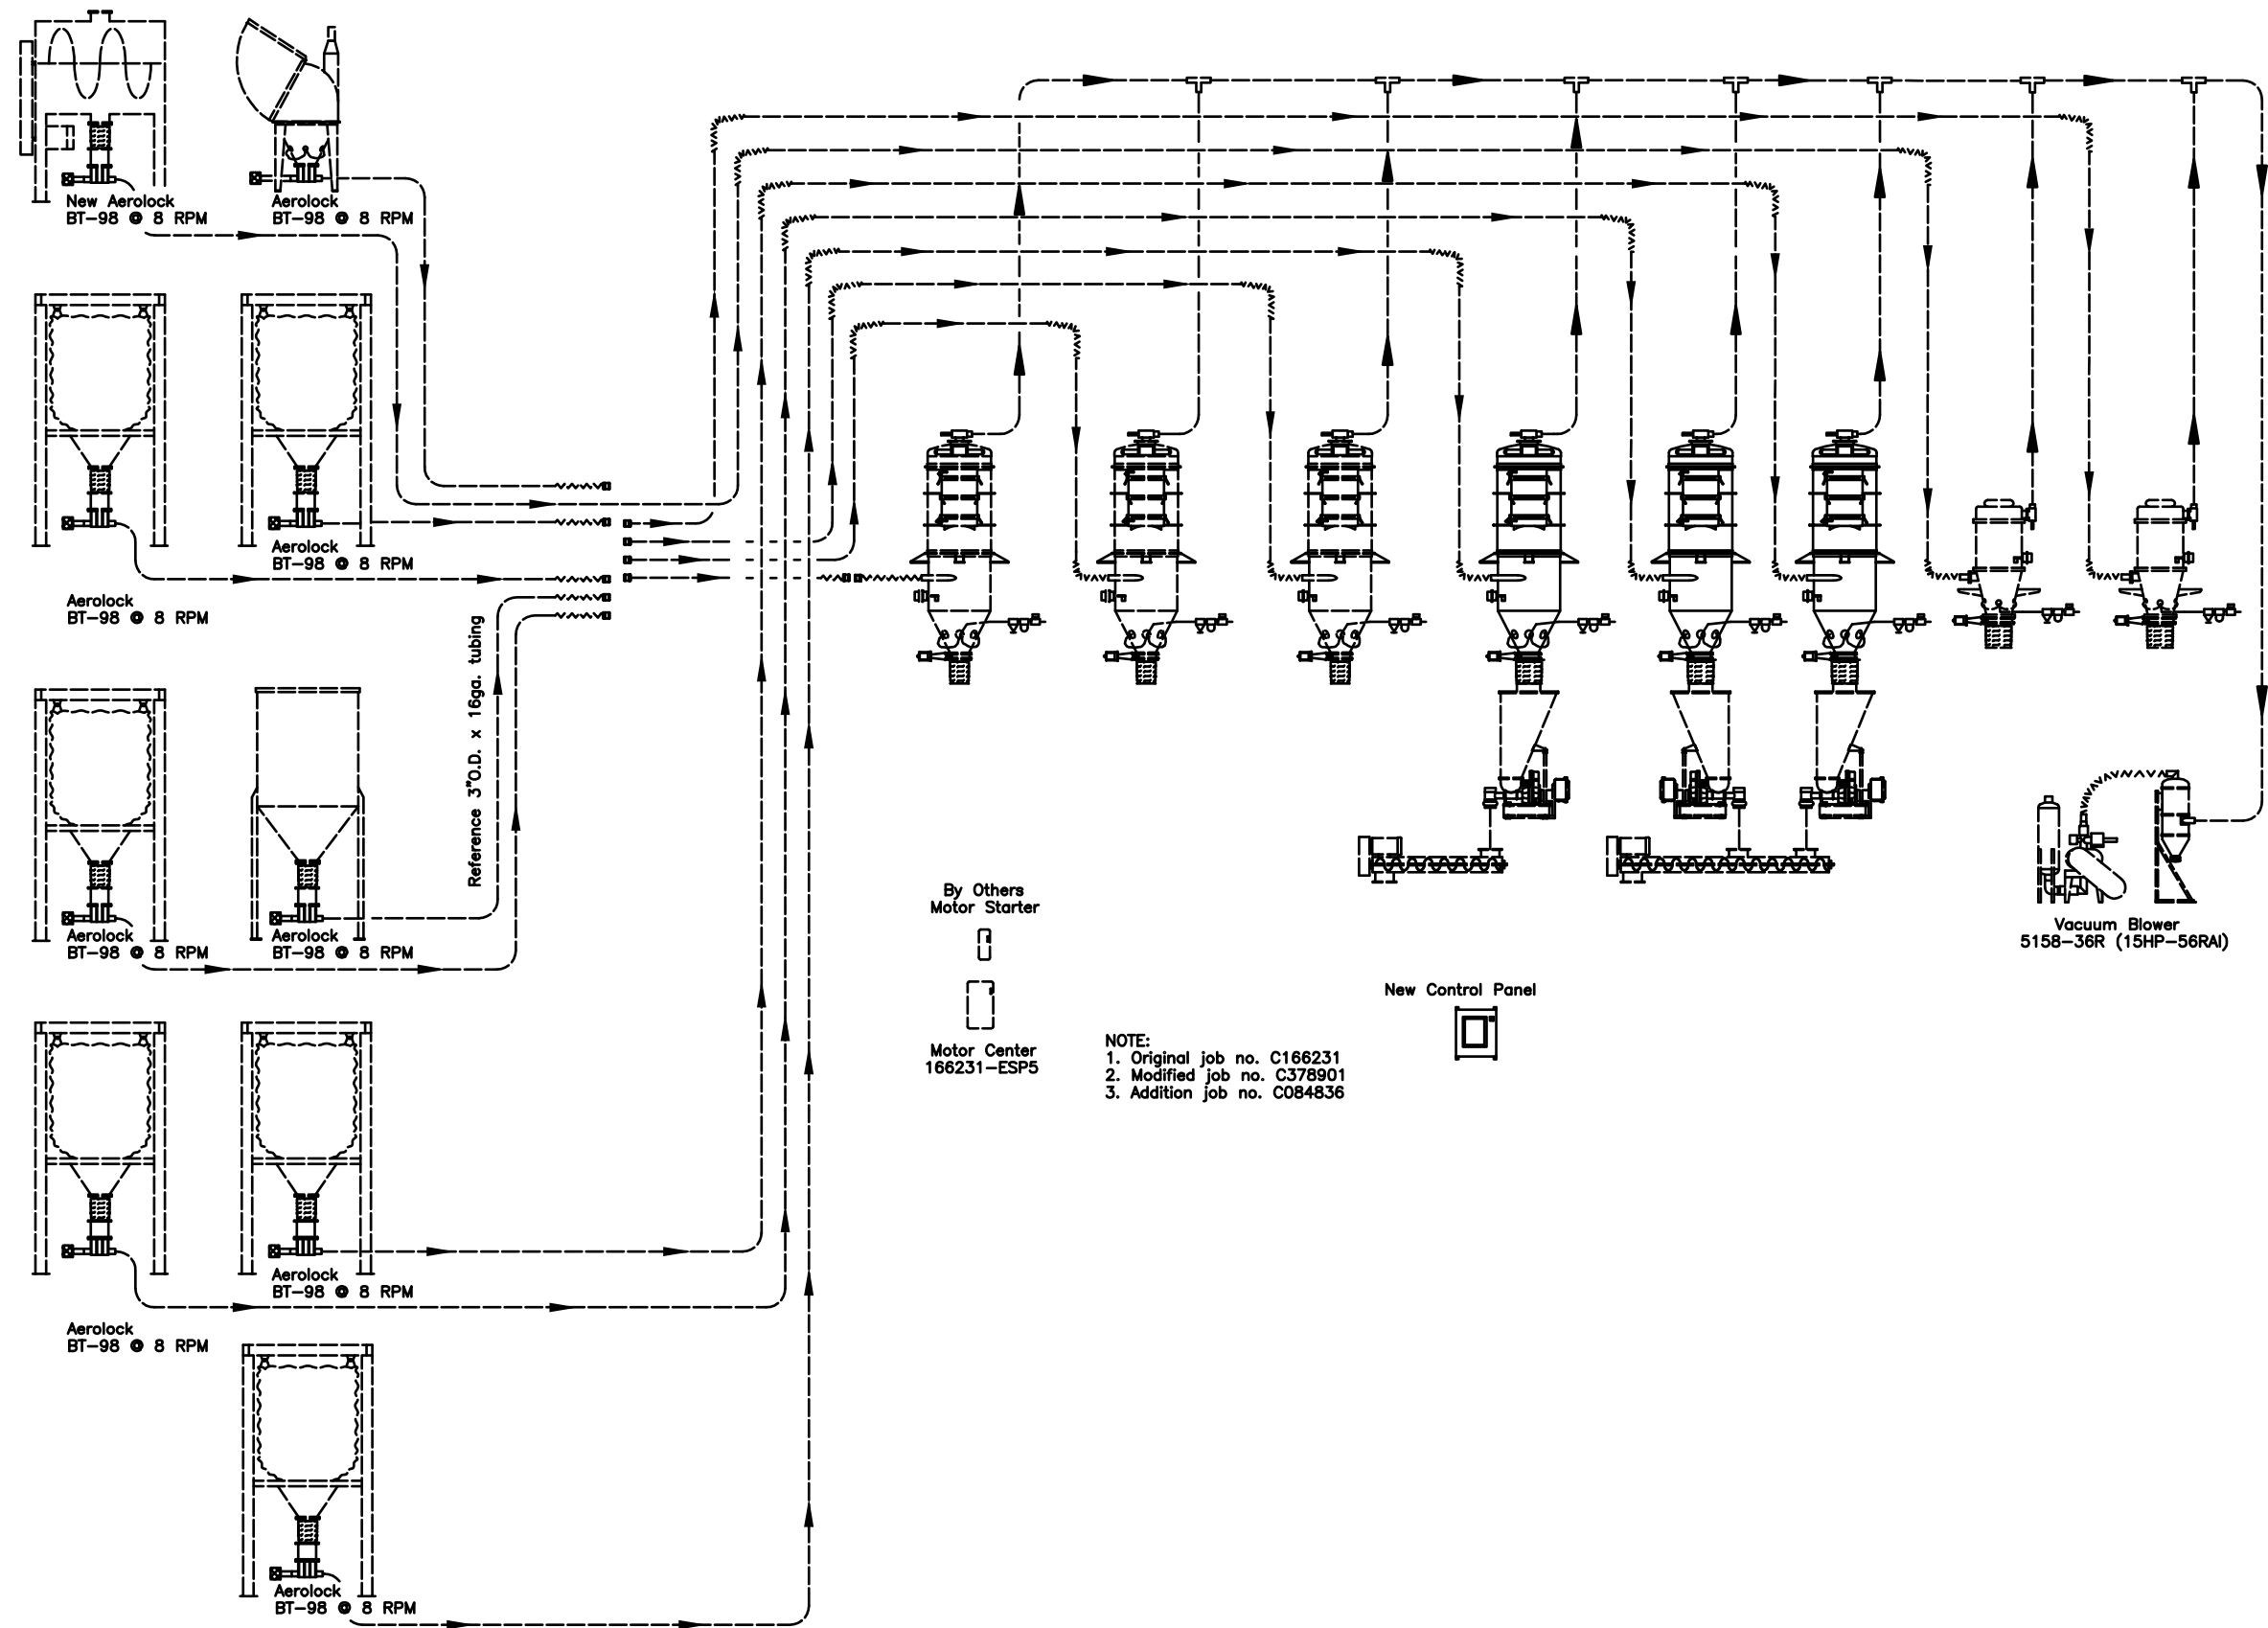 New Aerolock
BT-98 @ 8 RPM
Aerolock
BT-98 @ 8 RPM
Aerolock
BT-98 @ 8 RPM
Aerolock
BT-98 @ 8 RPM
Reference 3"O.D. x 16ga. tubing
Aerolock
BT-98 @ 8 RPM
Aerolock
BT-98 @ 8 RPM
By Others
Motor Starter
Vacuum Blower
5158-36R (15HP-56RAI)
New Control Panel
Motor Center
166231-ESP5
NOTE:
1. Original job no. C166231
2. Modified job no. C378901
3. Addition job no. C084836
Aerolock
BT-98 @ 8 RPM
Aerolock
BT-98 @ 8 RPM
Aerolock
BT-98 @ 8 RPM